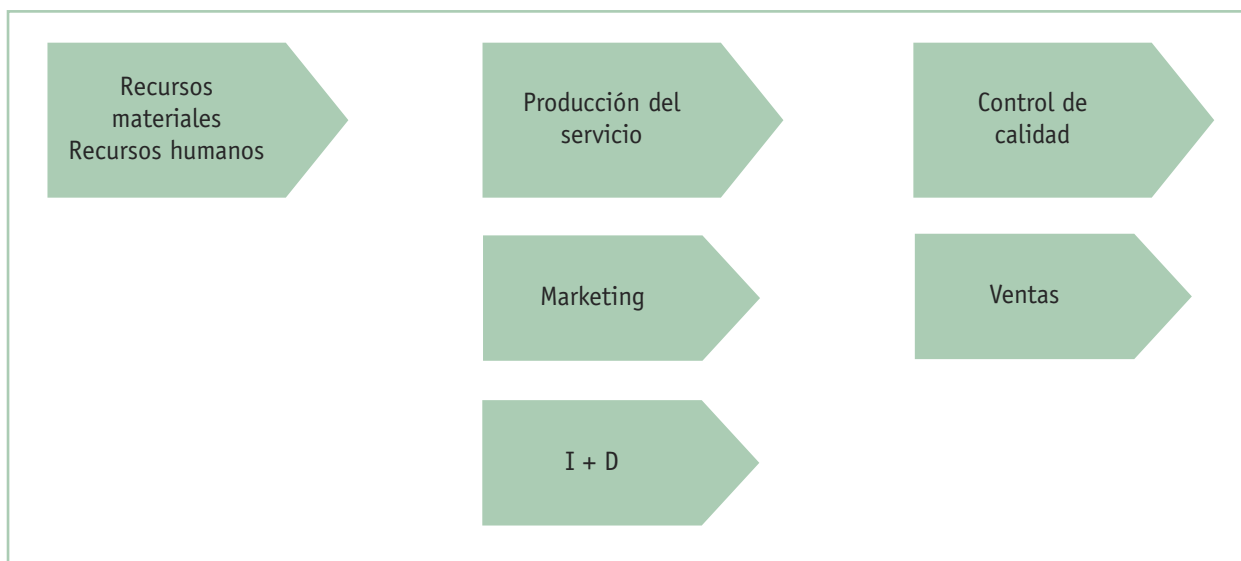 Recursos
materiales
Recursos humanos
Producción del
servicio
Control de
calidad
Marketing
Ventas
I + D